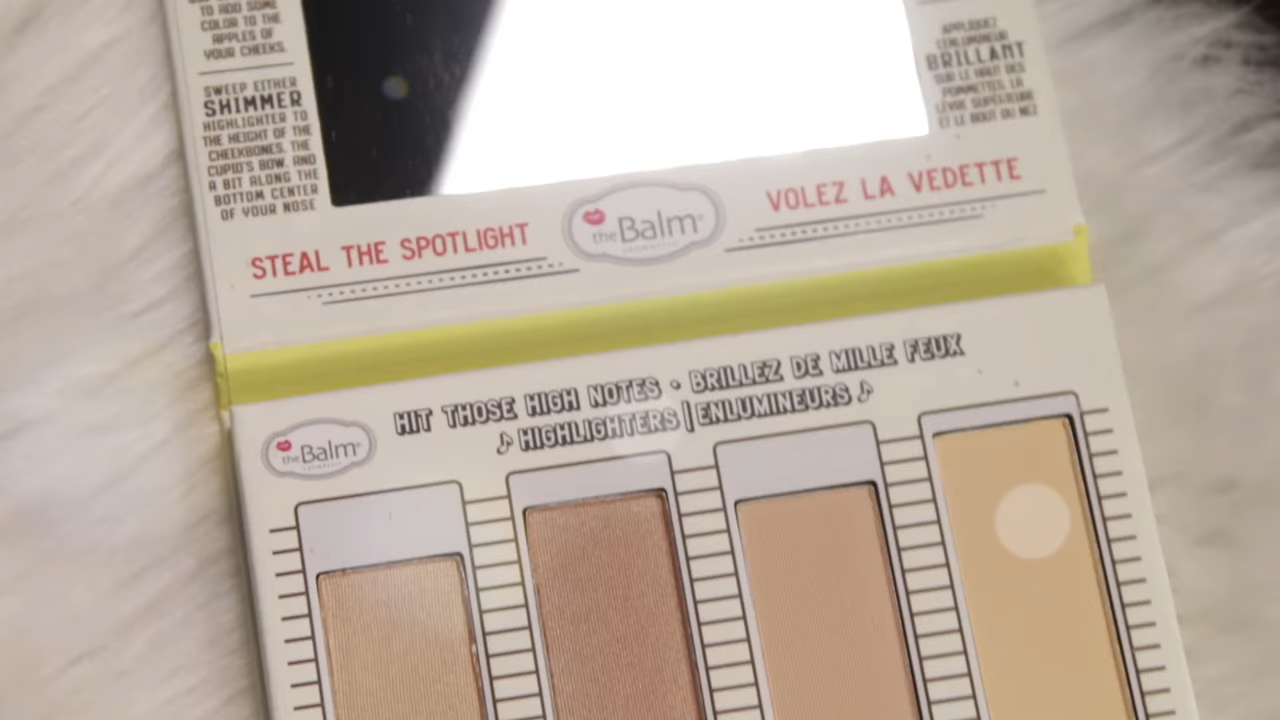 TO ADD SOME
COLOR TO THE
APPLES OF
YOUR CHEEKS.
SWEEP EITHER
SHIMMER
HIGHLIGHTER TO
THE HEIGHT OF THE
CHEEKBONES, THE
CUPID'S BOW, AND
A BIT ALONG THE
BOTTOM CENTER
OF YOUR NOSE
APPLIQUEZ
L'ENLUMINEUR
BRILLANT
SUR LE HAUT DES
POMMETTES, LA
LÈVRE SUPÉRIEURE
ET LE BOUT DU NEZ
STEAL THE SPOTLIGHT
theBalm®
VOLEZ LA VEDETTE
HIT THOSE HIGH NOTES • BRILLEZ DE MILLE FEUX
♪ HIGHLIGHTERS | ENLUMINEURS ♪
theBalm®